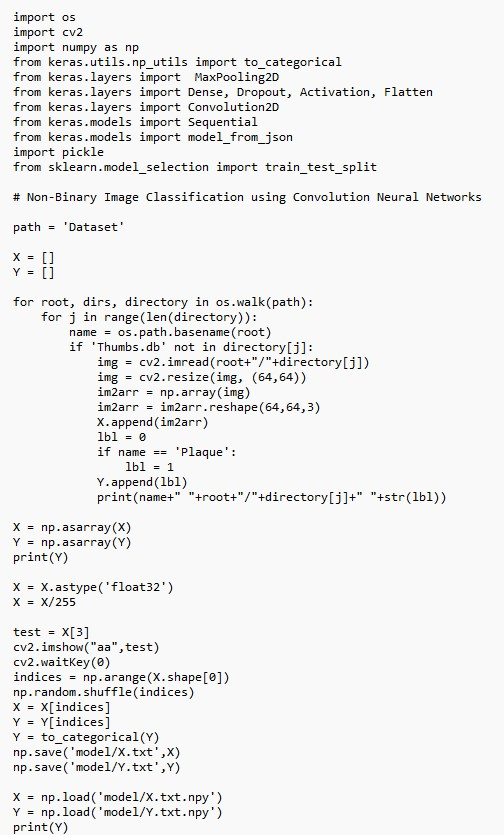 import os
import cv2
import numpy as np
from keras.utils.np_utils import to_categorical
from keras.layers import  MaxPooling2D
from keras.layers import Dense, Dropout, Activation, Flatten
from keras.layers import Convolution2D
from keras.models import Sequential
from keras.models import model_from_json
import pickle
from sklearn.model_selection import train_test_split

# Non-Binary Image Classification using Convolution Neural Networks

path = 'Dataset'

X = []
Y = []

for root, dirs, directory in os.walk(path):
    for j in range(len(directory)):
        name = os.path.basename(root)
        if 'Thumbs.db' not in directory[j]:
            img = cv2.imread(root+"/"+directory[j])
            img = cv2.resize(img, (64,64))
            im2arr = np.array(img)
            im2arr = im2arr.reshape(64,64,3)
            X.append(im2arr)
            lbl = 0
            if name == 'Plaque':
                lbl = 1
            Y.append(lbl)
            print(name+" "+root+"/"+directory[j]+" "+str(lbl))

X = np.asarray(X)
Y = np.asarray(Y)
print(Y)

X = X.astype('float32')
X = X/255

test = X[3]
cv2.imshow("aa",test)
cv2.waitKey(0)
indices = np.arange(X.shape[0])
np.random.shuffle(indices)
X = X[indices]
Y = Y[indices]
Y = to_categorical(Y)
np.save('model/X.txt',X)
np.save('model/Y.txt',Y)

X = np.load('model/X.txt.npy')
Y = np.load('model/Y.txt.npy')
print(Y)